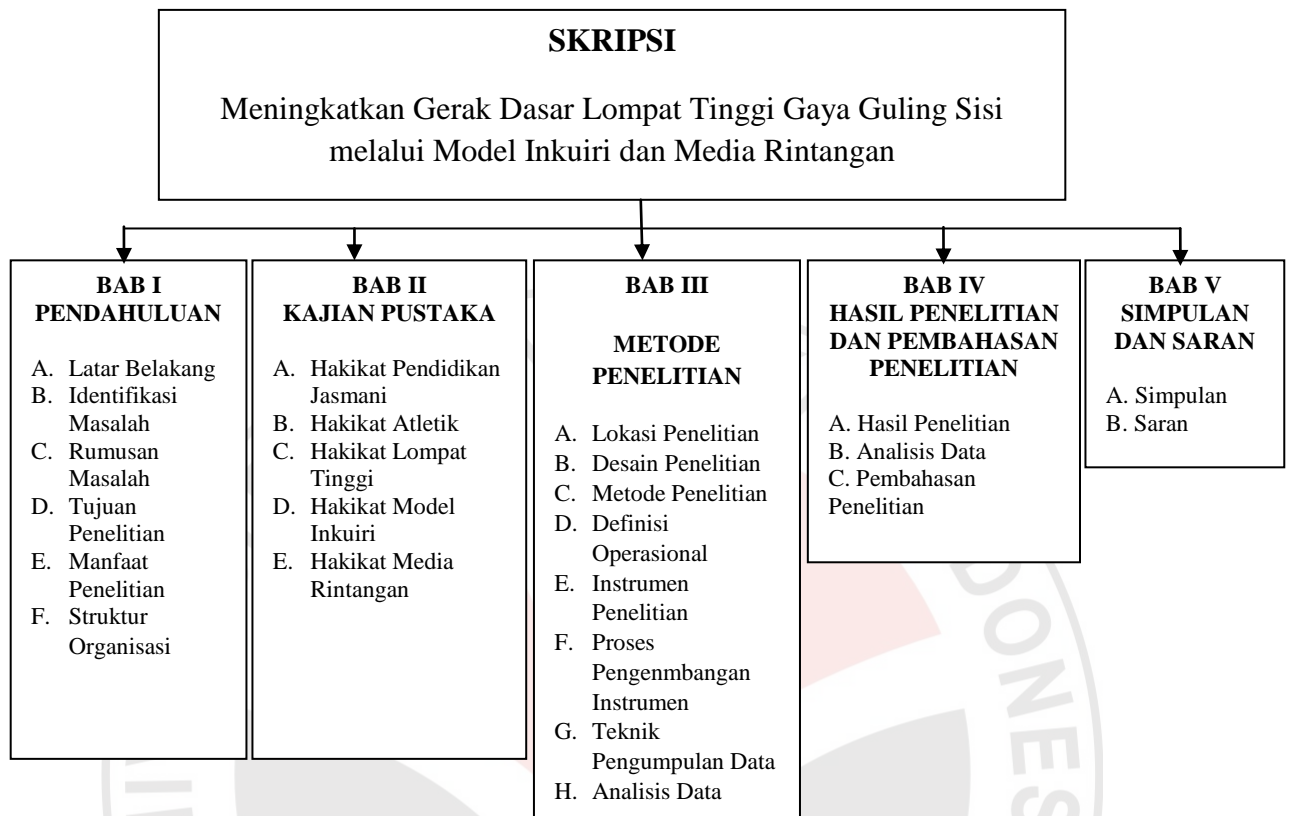 SKRIPSI
Meningkatkan Gerak Dasar Lompat Tinggi Gaya Guling Sisi
melalui Model Inkuiri dan Media Rintangan
BAB I
PENDAHULUAN
A. Latar Belakang
B. Identifikasi
Masalah
C. Rumusan
Masalah
D. Tujuan
Penelitian
E. Manfaat
Penelitian
F. Struktur
Organisasi
BAB II
KAJIAN PUSTAKA
A. Hakikat Pendidikan
Jasmani
B. Hakikat Atletik
C. Hakikat Lompat
Tinggi
D. Hakikat Model
Inkuiri
E. Hakikat Media
Rintangan
BAB III
METODE
PENELITIAN
A. Lokasi Penelitian
B. Desain Penelitian
C. Metode Penelitian
D. Definisi
Operasional
E. Instrumen
Penelitian
F. Proses
Pengenmbangan
Instrumen
G. Teknik
Pengumpulan Data
H. Analisis Data
BAB IV
HASIL PENELITIAN
DAN PEMBAHASAN
PENELITIAN
A. Hasil Penelitian
B. Analisis Data
C. Pembahasan
Penelitian
BAB V
SIMPULAN
DAN SARAN
A. Simpulan
B. Saran